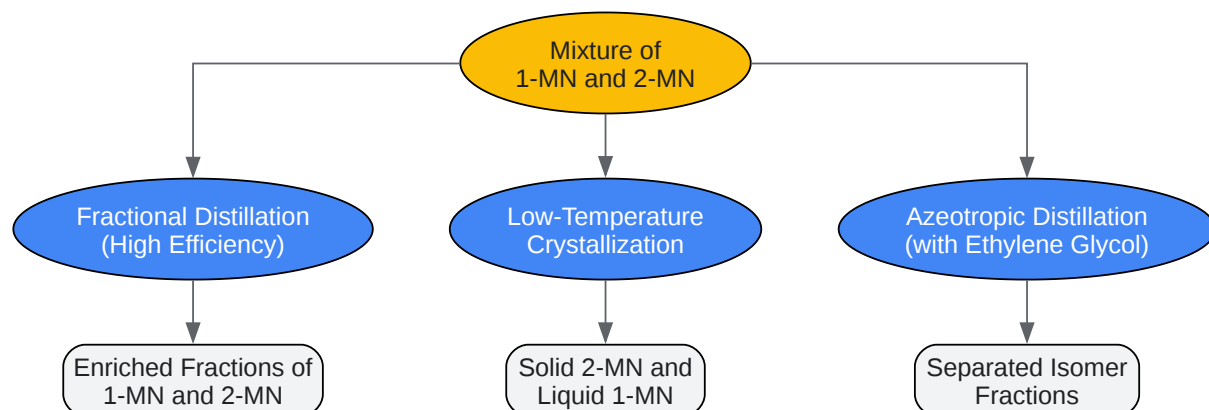 Mixture of
1-MN and 2-MN
Fractional Distillation
(High Efficiency)
Low-Temperature
Crystallization
Azeotropic Distillation
(with Ethylene Glycol)
Enriched Fractions of
1-MN and 2-MN
Solid 2-MN and
Liquid 1-MN
Separated Isomer
Fractions